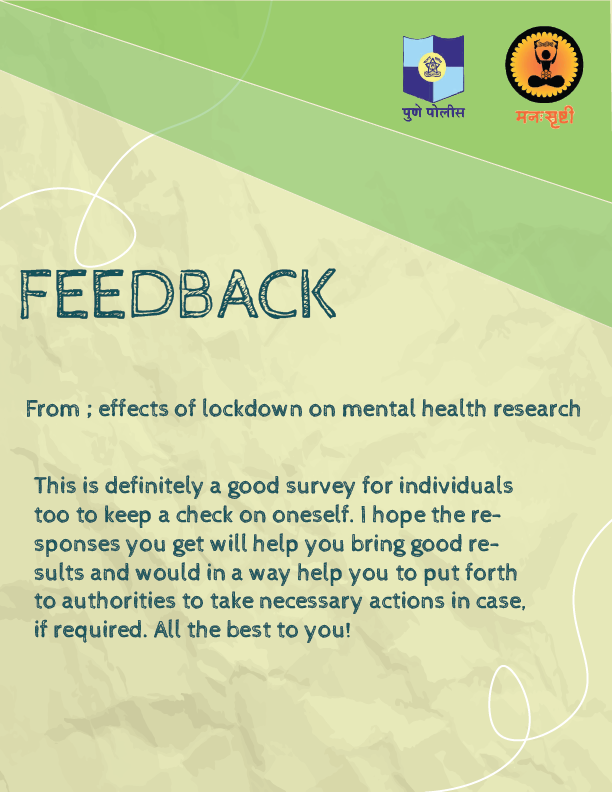 पुणे पोलीस
मनःसृष्टी
FEEDBACK
From ; effects of lockdown on mental health research
This is definitely a good survey for individuals
too to keep a check on oneself. I hope the re-
sponses you get will help you bring good re-
sults and would in a way help you to put forth
to authorities to take necessary actions in case,
if required. All the best to you!